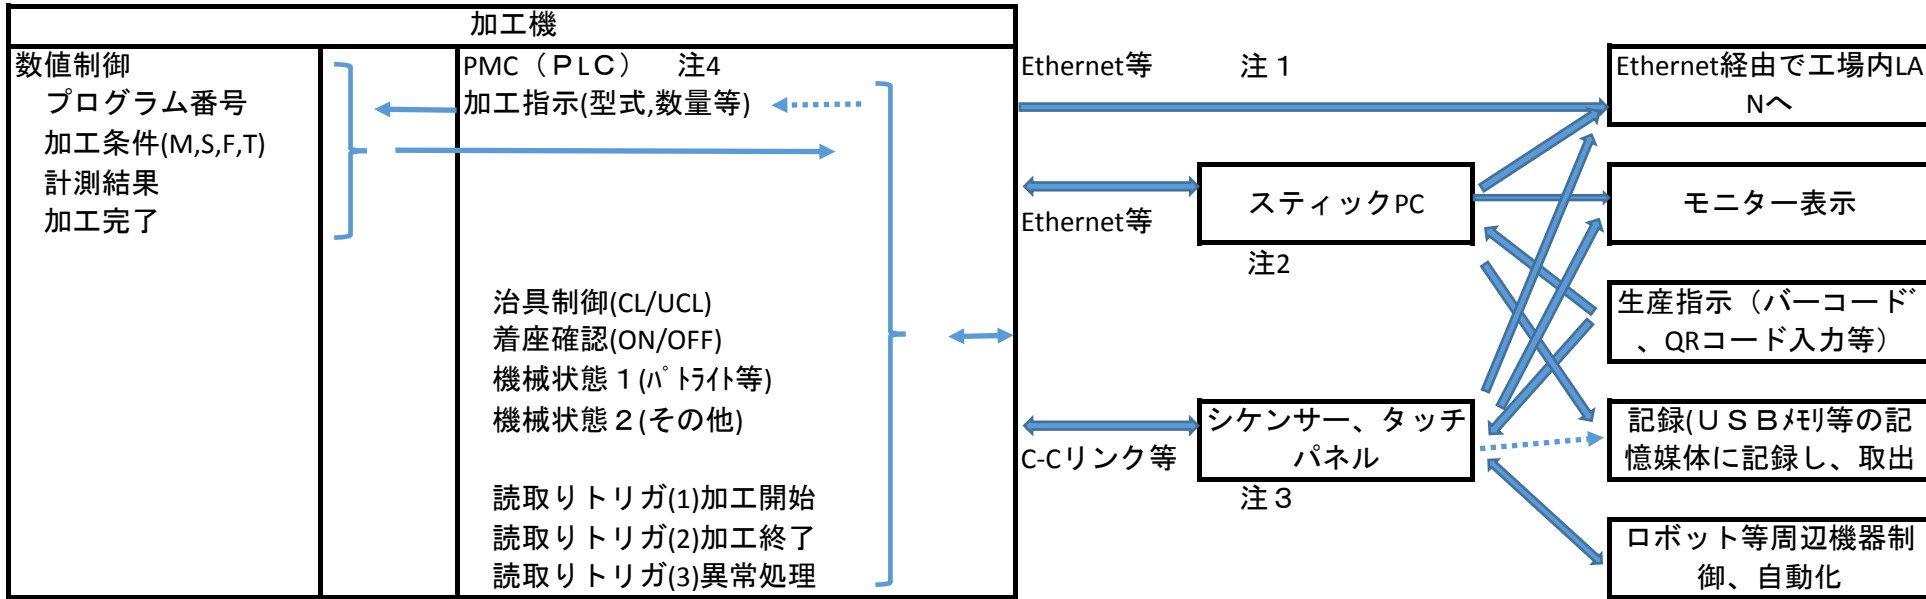 加工機
数値制御
プログラム番号
加工条件(M,S,F,T)
計測結果
加工完了
PMC（ＰLＣ） 注4
加工指示(型式,数量等)
治具制御(CL/UCL)
着座確認(ON/OFF)
機械状態１(ﾊﾟﾄﾗｲﾄ等)
機械状態２(その他)
読取りトリガ(1)加工開始
読取りトリガ(2)加工終了
読取りトリガ(3)異常処理
Ethernet等 注１
Ethernet等
C-Cリンク等
スティックPC
注2
シケンサー、タッチ
パネル
注３
Ethernet経由で工場内LA
Nへ
モニター表示
生産指示（バーコードﾞ
、QRコード入力等）
記録(ＵＳＢﾒﾓﾘ等の記
憶媒体に記録し、取出
ロボット等周辺機器制
御、自動化